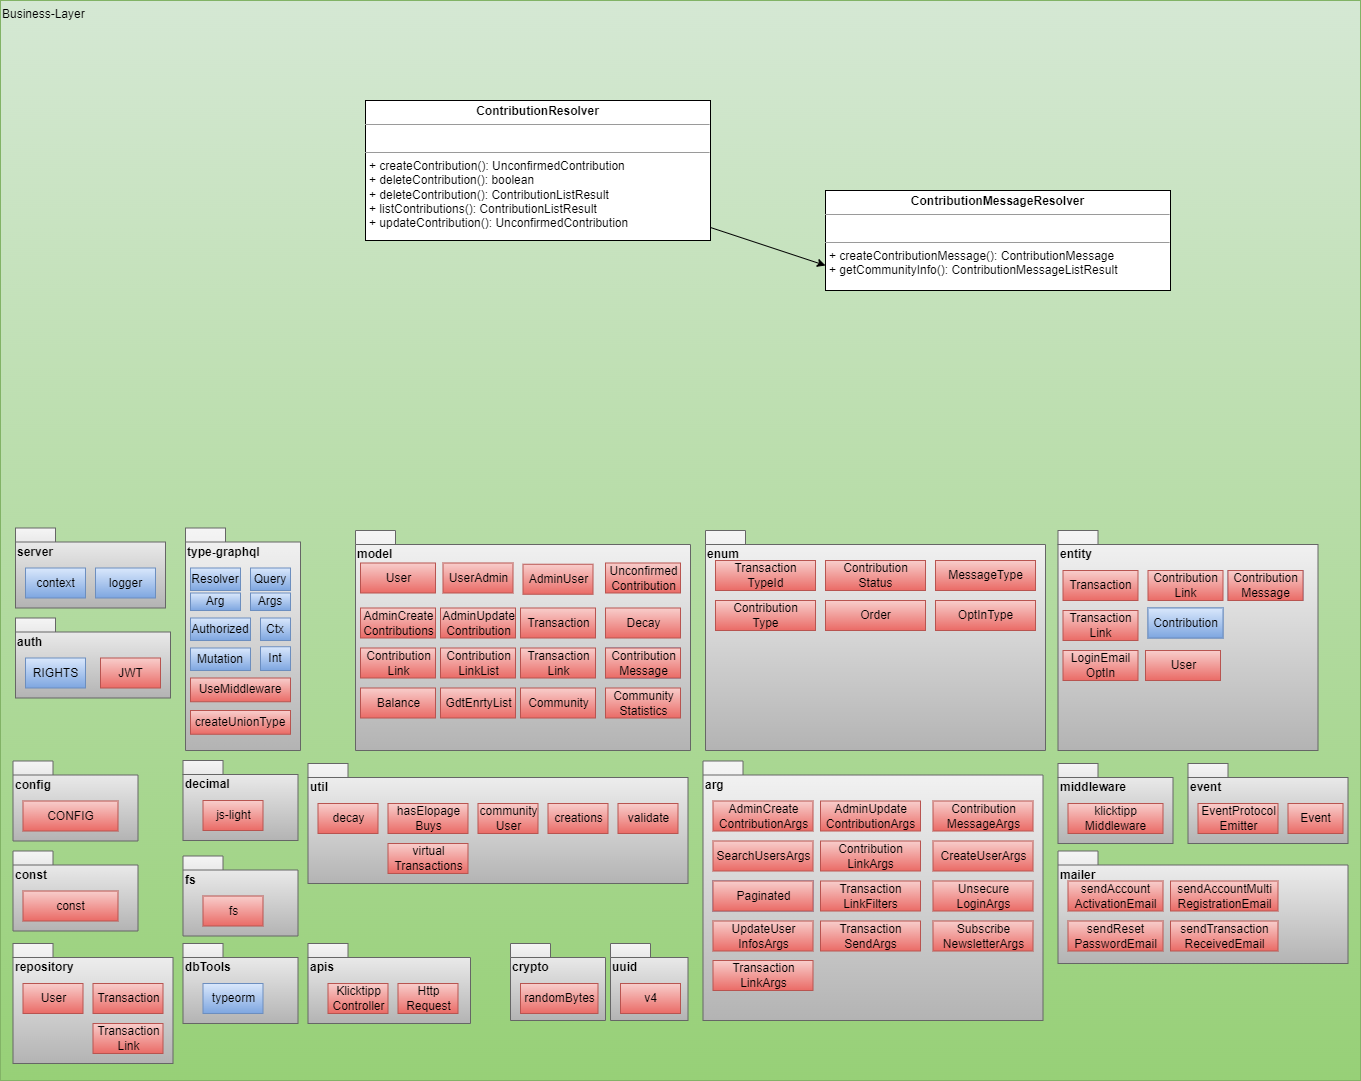 Business-Layer
ContributionResolver
+ createContribution(): UnconfirmedContribution
+ deleteContribution(): boolean
+ deleteContribution(): ContributionListResult
+ listContributions(): ContributionListResult
+ updateContribution(): UnconfirmedContribution
ContributionMessageResolver
+ createContributionMessage(): ContributionMessage
+ getCommunityInfo(): ContributionMessageListResult
server
context
logger
auth
RIGHTS
JWT
type-graphql
Resolver
Query
Arg
Args
Authorized
Ctx
Mutation
Int
UseMiddleware
createUnionType
model
User
UserAdmin
AdminUser
Unconfirmed
Contribution
AdminCreate
Contributions
AdminUpdate
Contribution
Transaction
Decay
Contribution
Link
Contribution
LinkList
Transaction
Link
Contribution
Message
Balance
GdtEnrtyList
Community
Community
Statistics
enum
Transaction
TypeId
Contribution
Status
MessageType
Contribution
Type
Order
OptInType
entity
Transaction
Contribution
Link
Contribution
Message
Transaction
Link
Contribution
LoginEmail
OptIn
User
config
CONFIG
decimal
js-light
util
decay
hasElopage
Buys
community
User
creations
validate
virtual
Transactions
arg
AdminCreate
ContributionArgs
AdminUpdate
ContributionArgs
Contribution
MessageArgs
SearchUsersArgs
Contribution
LinkArgs
CreateUserArgs
Paginated
Transaction
LinkFilters
Unsecure
LoginArgs
UpdateUser
InfosArgs
Transaction
SendArgs
Subscribe
NewsletterArgs
Transaction
LinkArgs
middleware
klicktipp
Middleware
event
EventProtocol
Emitter
Event
const
const
fs
fs
mailer
sendAccount
ActivationEmail
sendAccountMulti
RegistrationEmail
sendReset
PasswordEmail
sendTransaction
ReceivedEmail
repository
User
Transaction
Transaction
Link
dbTools
typeorm
apis
Klicktipp
Controller
Http
Request
crypto
randomBytes
uuid
v4